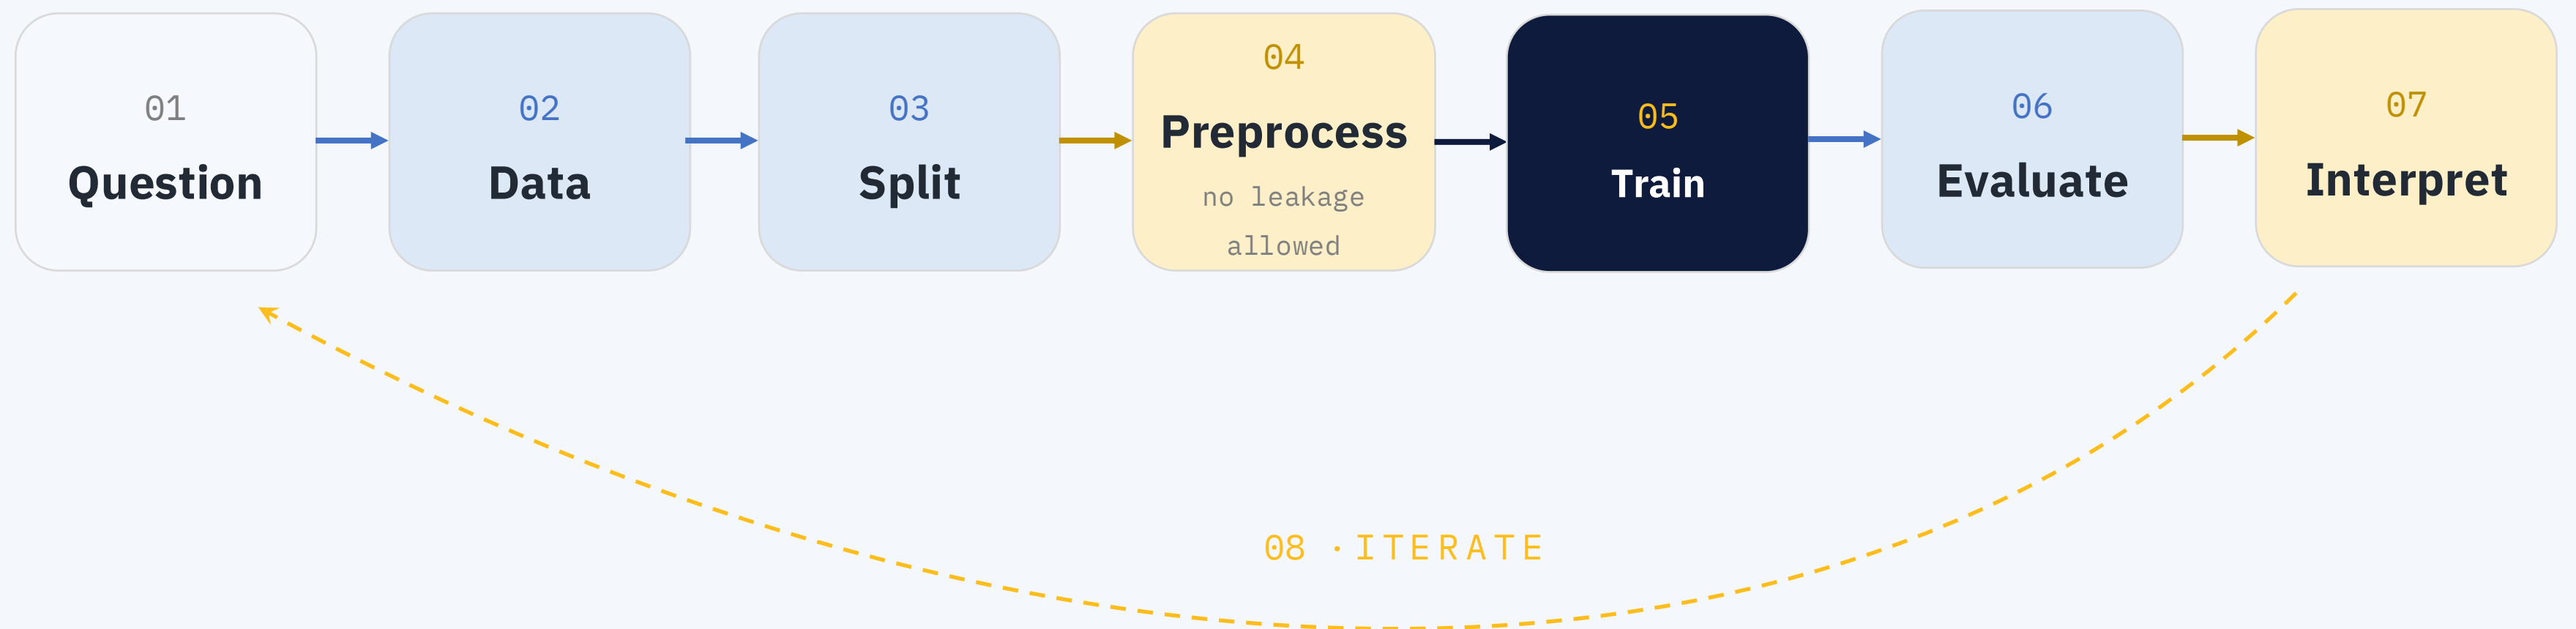 01
Question
02
Data
03
Split
04
Preprocess
no leakage
allowed
05
Train
06
Evaluate
07
Interpret
08 · ITERATE